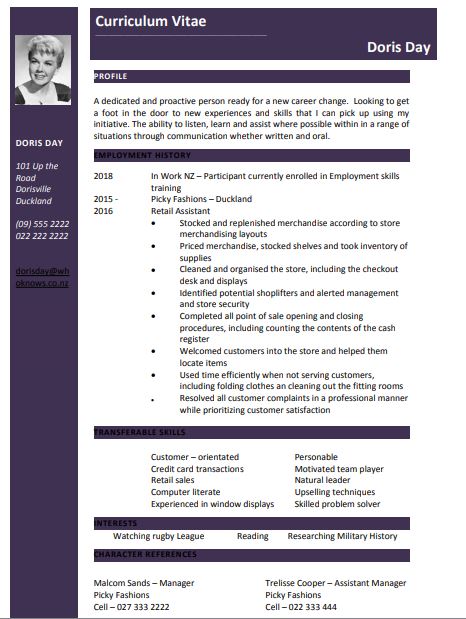 Curriculum Vitae
Doris Day
DORIS DAY
101 Up the
Road
Dorisville
Duckland
(09) 555 2222
022 222 2222
dorisday@wh
oknows.co.nz
PROFILE
A dedicated and proactive person ready for a new career change. Looking to get
a foot in the door to new experiences and skills that I can pick up using my
initiative. The ability to listen, learn and assist where possible within in a range of
situations through communication whether written and oral.
EMPLOYMENT HISTORY
2018 In Work NZ – Participant currently enrolled in Employment skills
training
2015 - Picky Fashions – Duckland
2016 Retail Assistant
• Stocked and replenished merchandise according to store
merchandising layouts
• Priced merchandise, stocked shelves and took inventory of
supplies
• Cleaned and organised the store, including the checkout
desk and displays
• Identified potential shoplifters and alerted management
and store security
• Completed all point of sale opening and closing
procedures, including counting the contents of the cash
register
• Welcomed customers into the store and helped them
locate items
• Used time efficiently when not serving customers,
including folding clothes an cleaning out the fitting rooms
• Resolved all customer complaints in a professional manner
while prioritizing customer satisfaction
TRANSFERABLE SKILLS
Customer – orientated Personable
Credit card transactions Motivated team player
Retail sales Natural leader
Computer literate Upselling techniques
Experienced in window displays Skilled problem solver
INTERESTS
Watching rugby League Reading Researching Military History
CHARACTER REFERENCES
Malcom Sands – Manager Trelisse Cooper – Assistant Manager
Picky Fashions Picky Fashions
Cell – 027 333 2222 Cell – 022 333 444